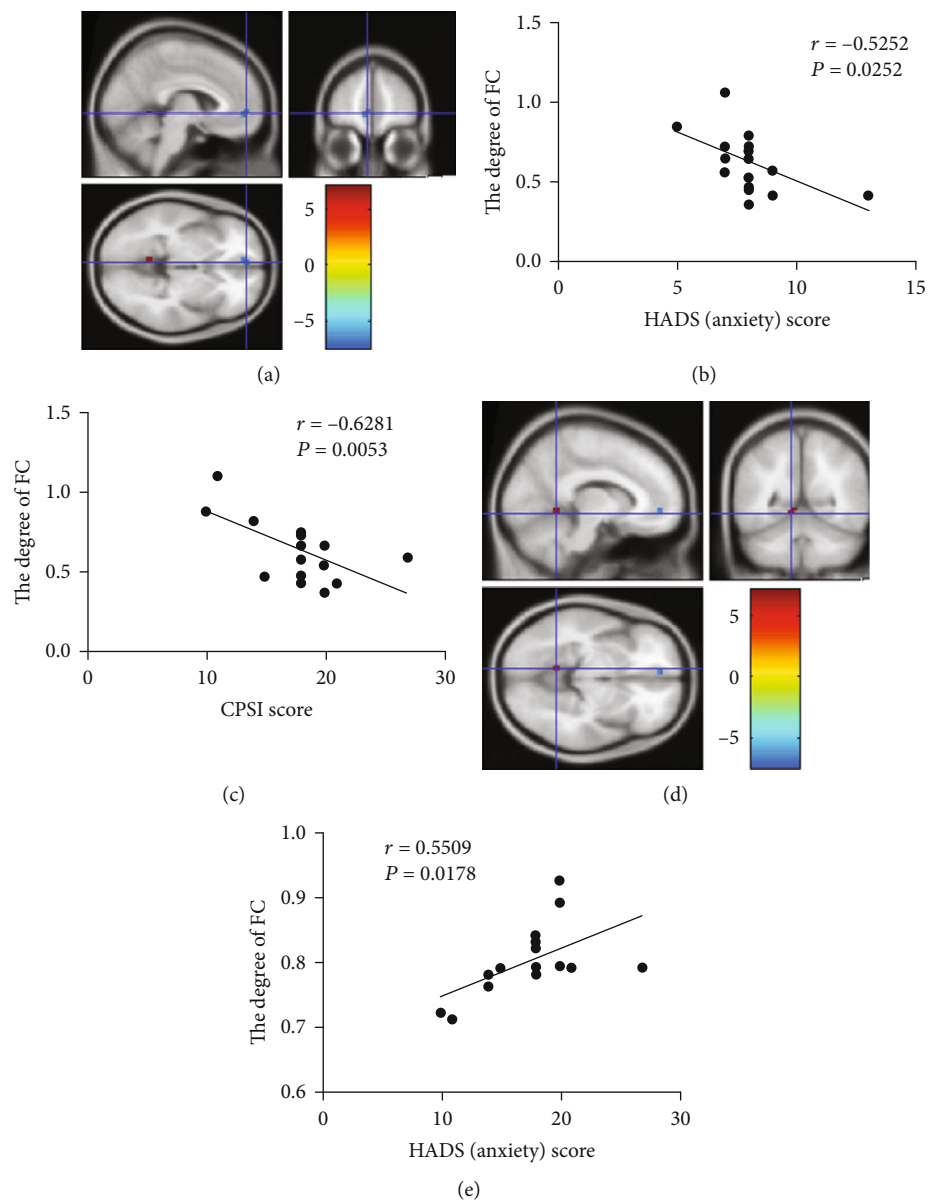 5
0
−5
(a)
1.5
1.0
0.5
0.0
The degree of FC
r = −0.5252
P = 0.0252
0 5 10 15
HADS (anxiety) score
(b)
1.5
1.0
0.5
0.0
The degree of FC
r = −0.6281
P = 0.0053
0 10 20 30
CPSI score
(c)
5
0
−5
(d)
1.0
0.9
0.8
0.7
0.6
The degree of FC
r = 0.5509
P = 0.0178
0 10 20 30
HADS (anxiety) score
(e)